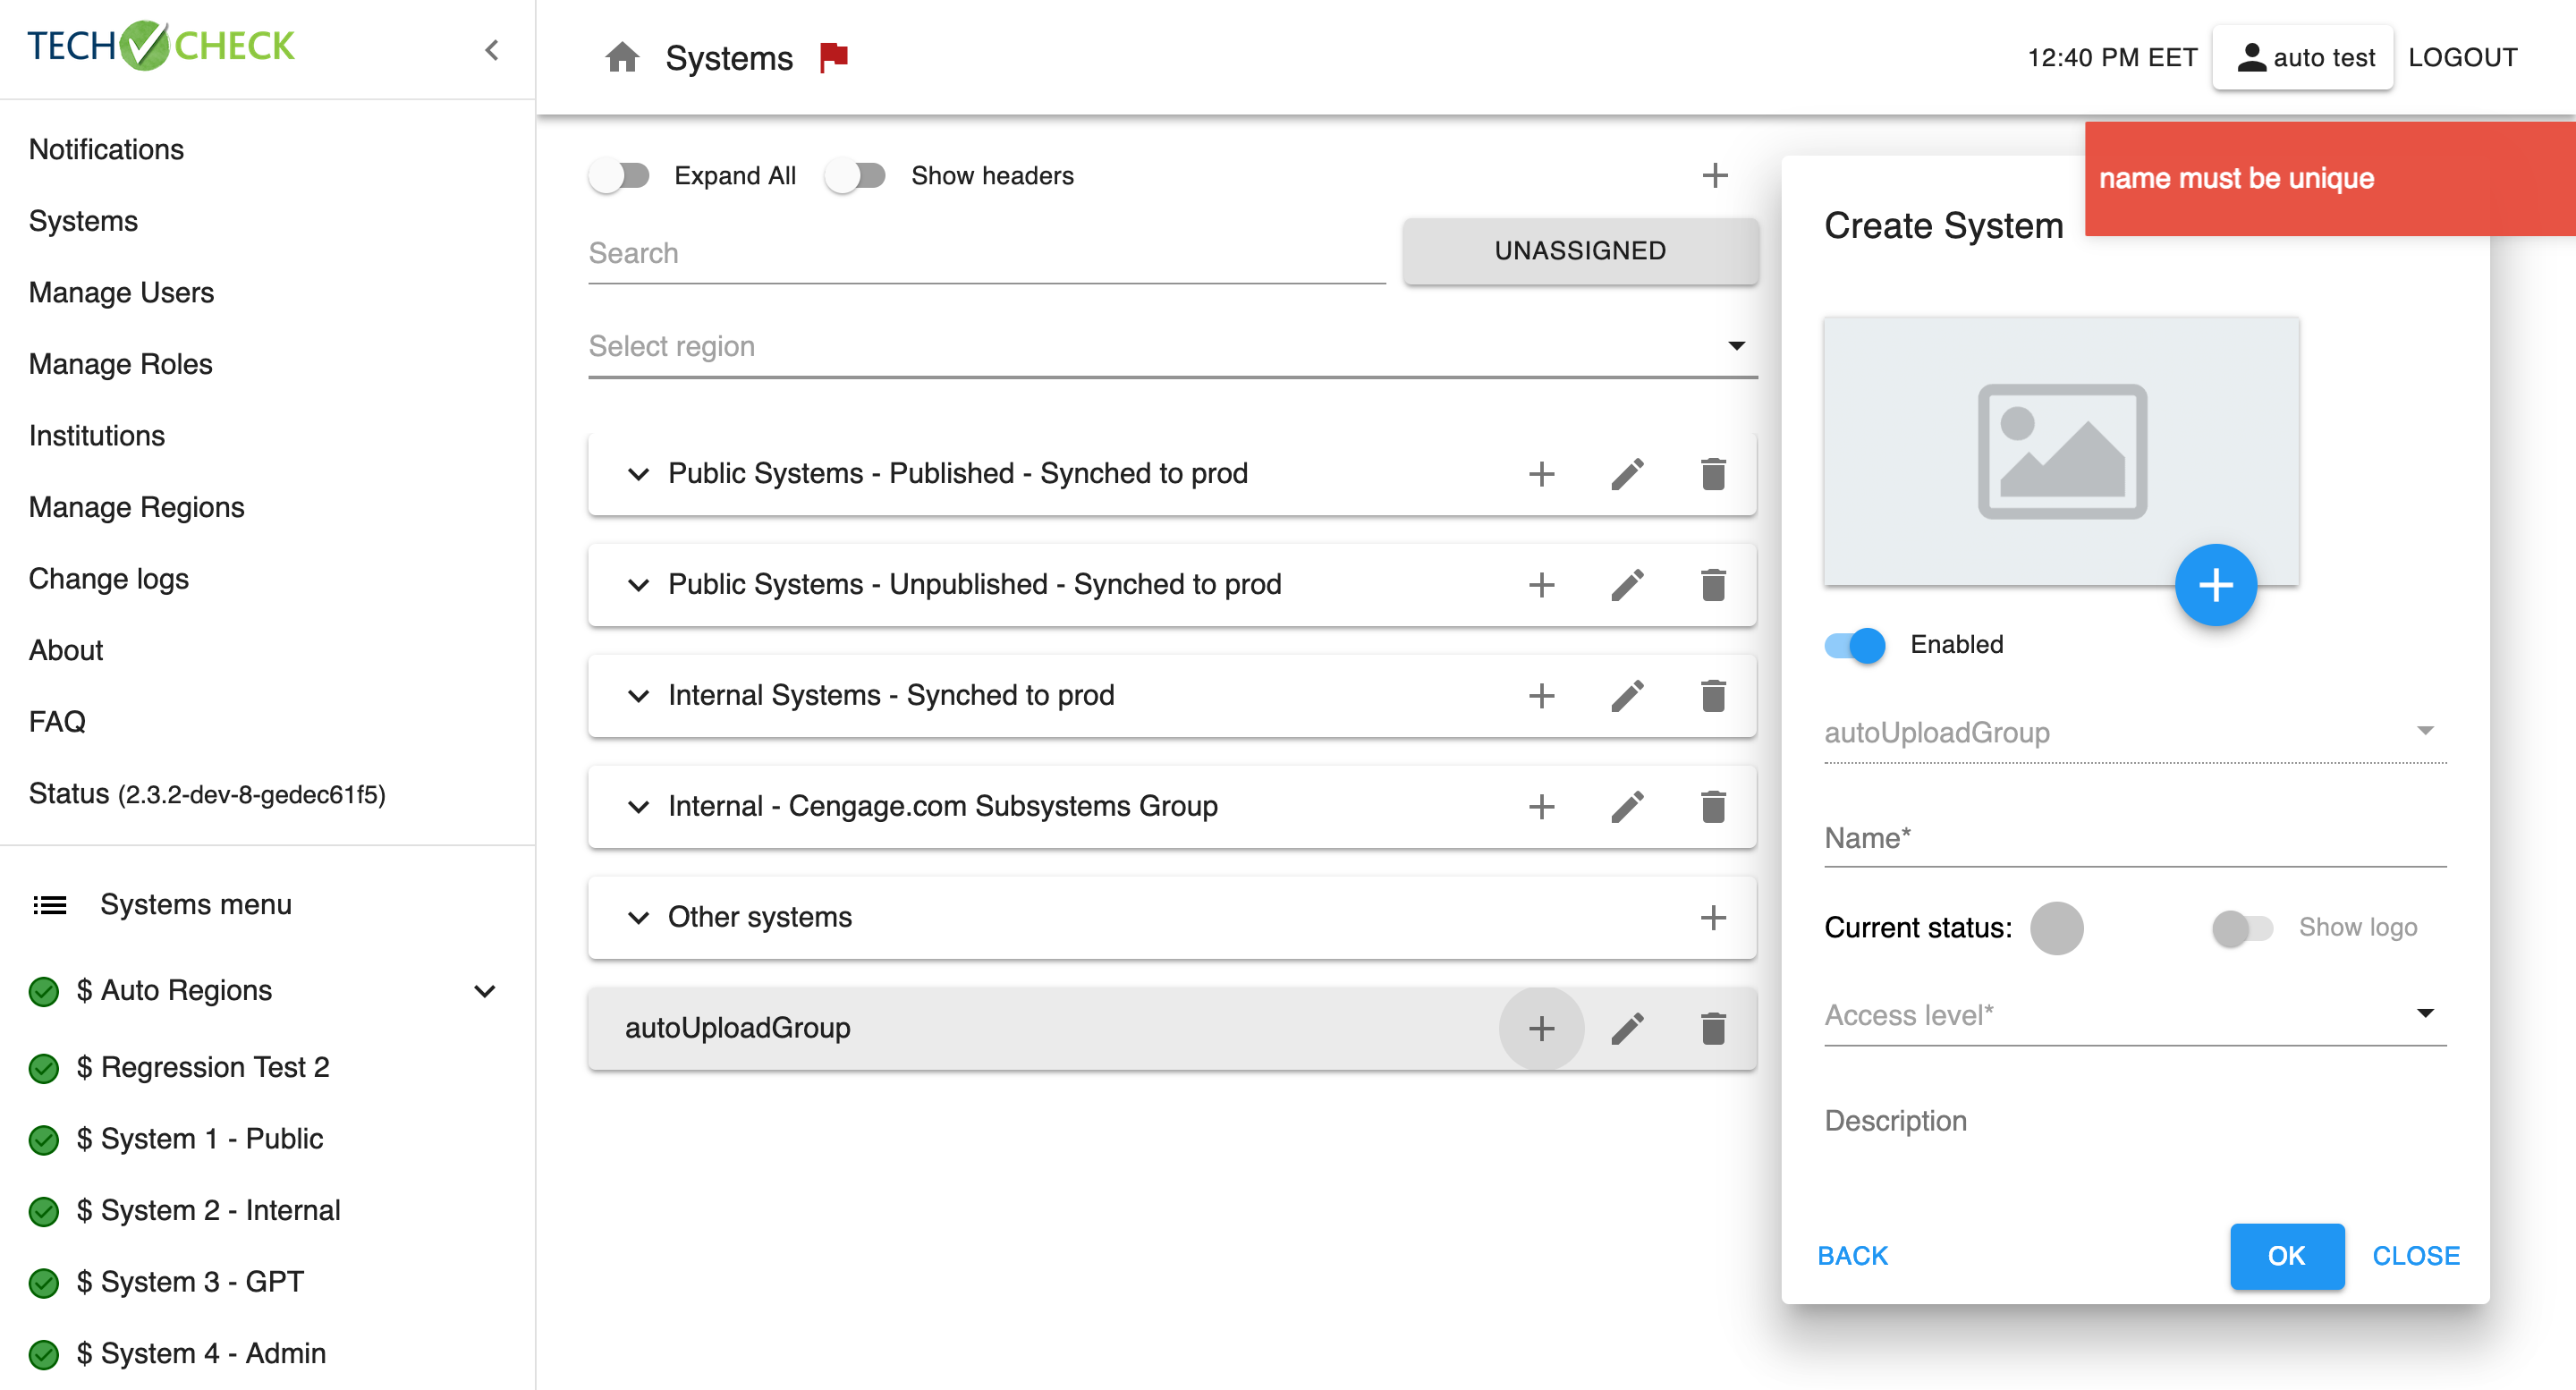 TECH CHECK
Notifications
Systems
Manage Users
Manage Roles
Institutions
Manage Regions
Change logs
About
FAQ
Status (2.3.2-dev-8-gedec61f5)
Systems menu
$ Auto Regions
$ Regression Test 2
$ System 1 - Public
$ System 2 - Internal
$ System 3 - GPT
$ System 4 - Admin
Systems
12:40 PM EET
auto test
LOGOUT
Expand All
Show headers
Search
UNASSIGNED
Select region
Public Systems - Published - Synched to prod
Public Systems - Unpublished - Synched to prod
Internal Systems - Synched to prod
Internal - Cengage.com Subsystems Group
Other systems
autoUploadGroup
name must be unique
Create System
Enabled
autoUploadGroup
Name*
Current status:
Show logo
Access level*
Description
BACK
OK
CLOSE